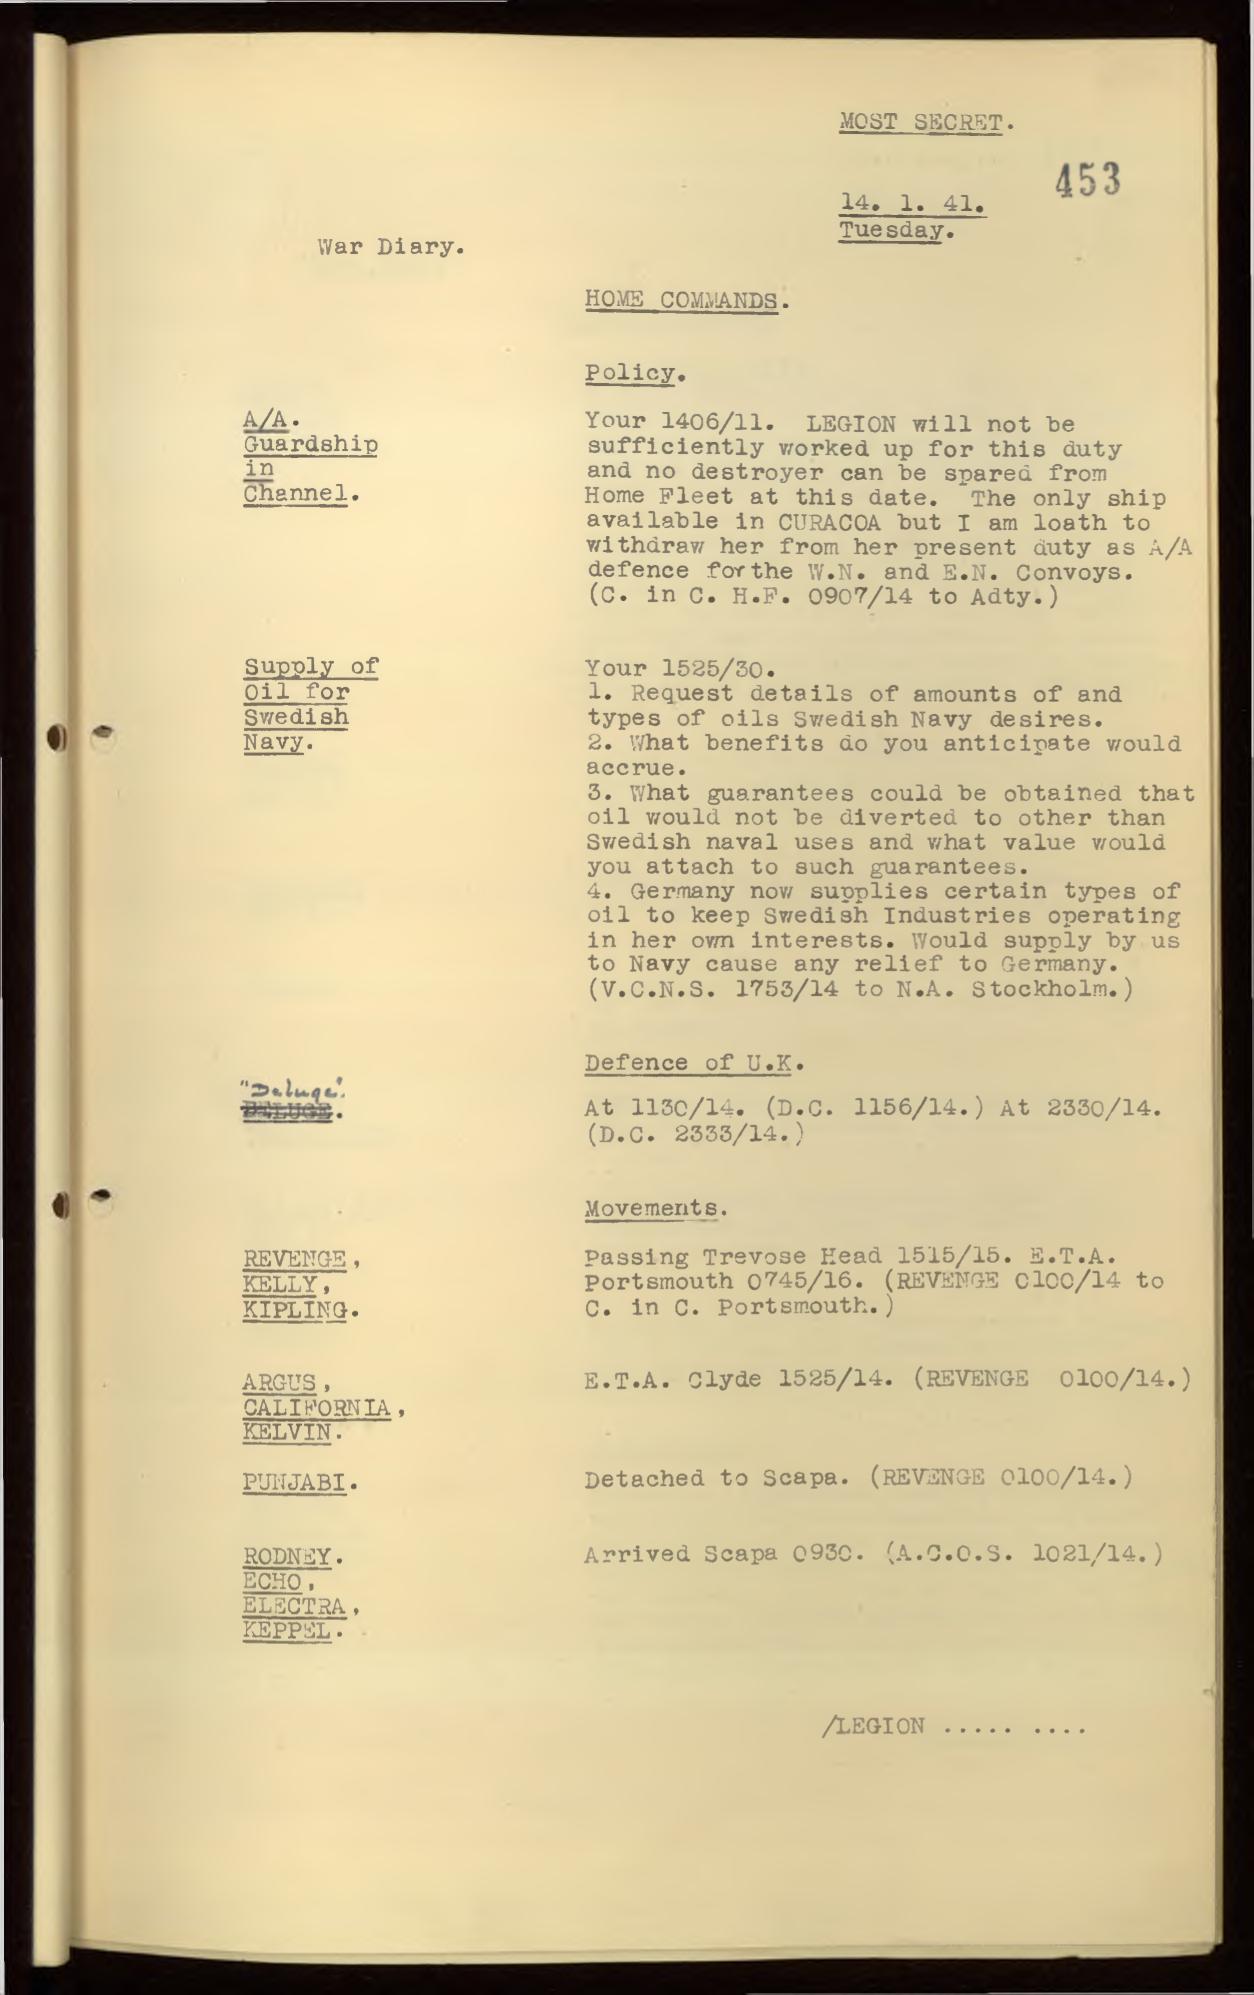 MOST SECRET.
453
14. 1. 41.
Tuesday.
War Diary.
HOME COMMANDS.
Policy.
A/A.
Guardship
in
Channel.
Your 1406/11. LEGION will not be
sufficiently worked up for this duty
and no destroyer can be spared from
Home Fleet at this date. The only ship
available in CURACOA but I am loath to
withdraw her from her present duty as A/A
defence for the W.N. and E.N. Convoys.
(C. in C. H.F. 0907/14 to Adty.)
Supply of
Oil for
Swedish
Navy.
Your 1525/30.
1. Request details of amounts of and
types of oils Swedish Navy desires.
2. What benefits do you anticipate would
accrue.
3. What guarantees could be obtained that
oil would not be diverted to other than
Swedish naval uses and what value would
you attach to such guarantees.
4. Germany now supplies certain types of
oil to keep Swedish Industries operating
in her own interests. Would supply by us
to Navy cause any relief to Germany.
(V.C.N.S. 1753/14 to N.A. Stockholm.)
Defence of U.K.
"Deluge".
DELUGE.
At 1130/14. (D.C. 1156/14.) At 2330/14.
(D.C. 2333/14.)
Movements.
REVENGE,
KELLY,
KIPLING.
Passing Trevose Head 1515/15. E.T.A.
Portsmouth 0745/16. (REVENGE 0100/14 to
C. in C. Portsmouth.)
ARGUS,
CALIFORNIA,
KELVIN.
E.T.A. Clyde 1525/14. (REVENGE 0100/14.)
PUNJABI.
Detached to Scapa. (REVENGE 0100/14.)
RODNEY.
ECHO,
ELECTRA,
KEPPEL.
Arrived Scapa 0930. (A.C.O.S. 1021/14.)
/LEGION ..... ....